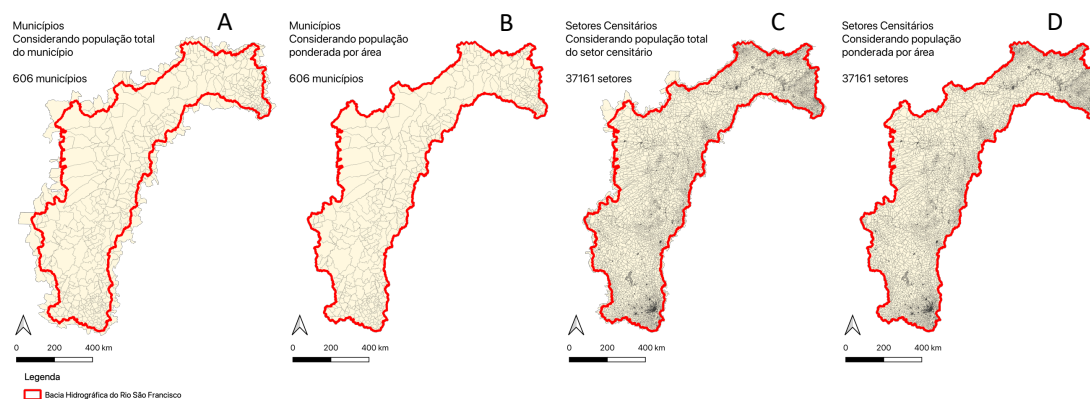 Municípios
Considerando população total
do município
606 municípios
A
Municípios
Considerando população
ponderada por área
606 municípios
B
Setores Censitários
Considerando população total
do setor censitário
37161 setores
C
Setores Censitários
Considerando população
ponderada por área
37161 setores
D
0 200 400 km
0 200 400 km
0 200 400 km
0 200 400 km
Legenda
Bacia Hidrográfica do Rio São Francisco